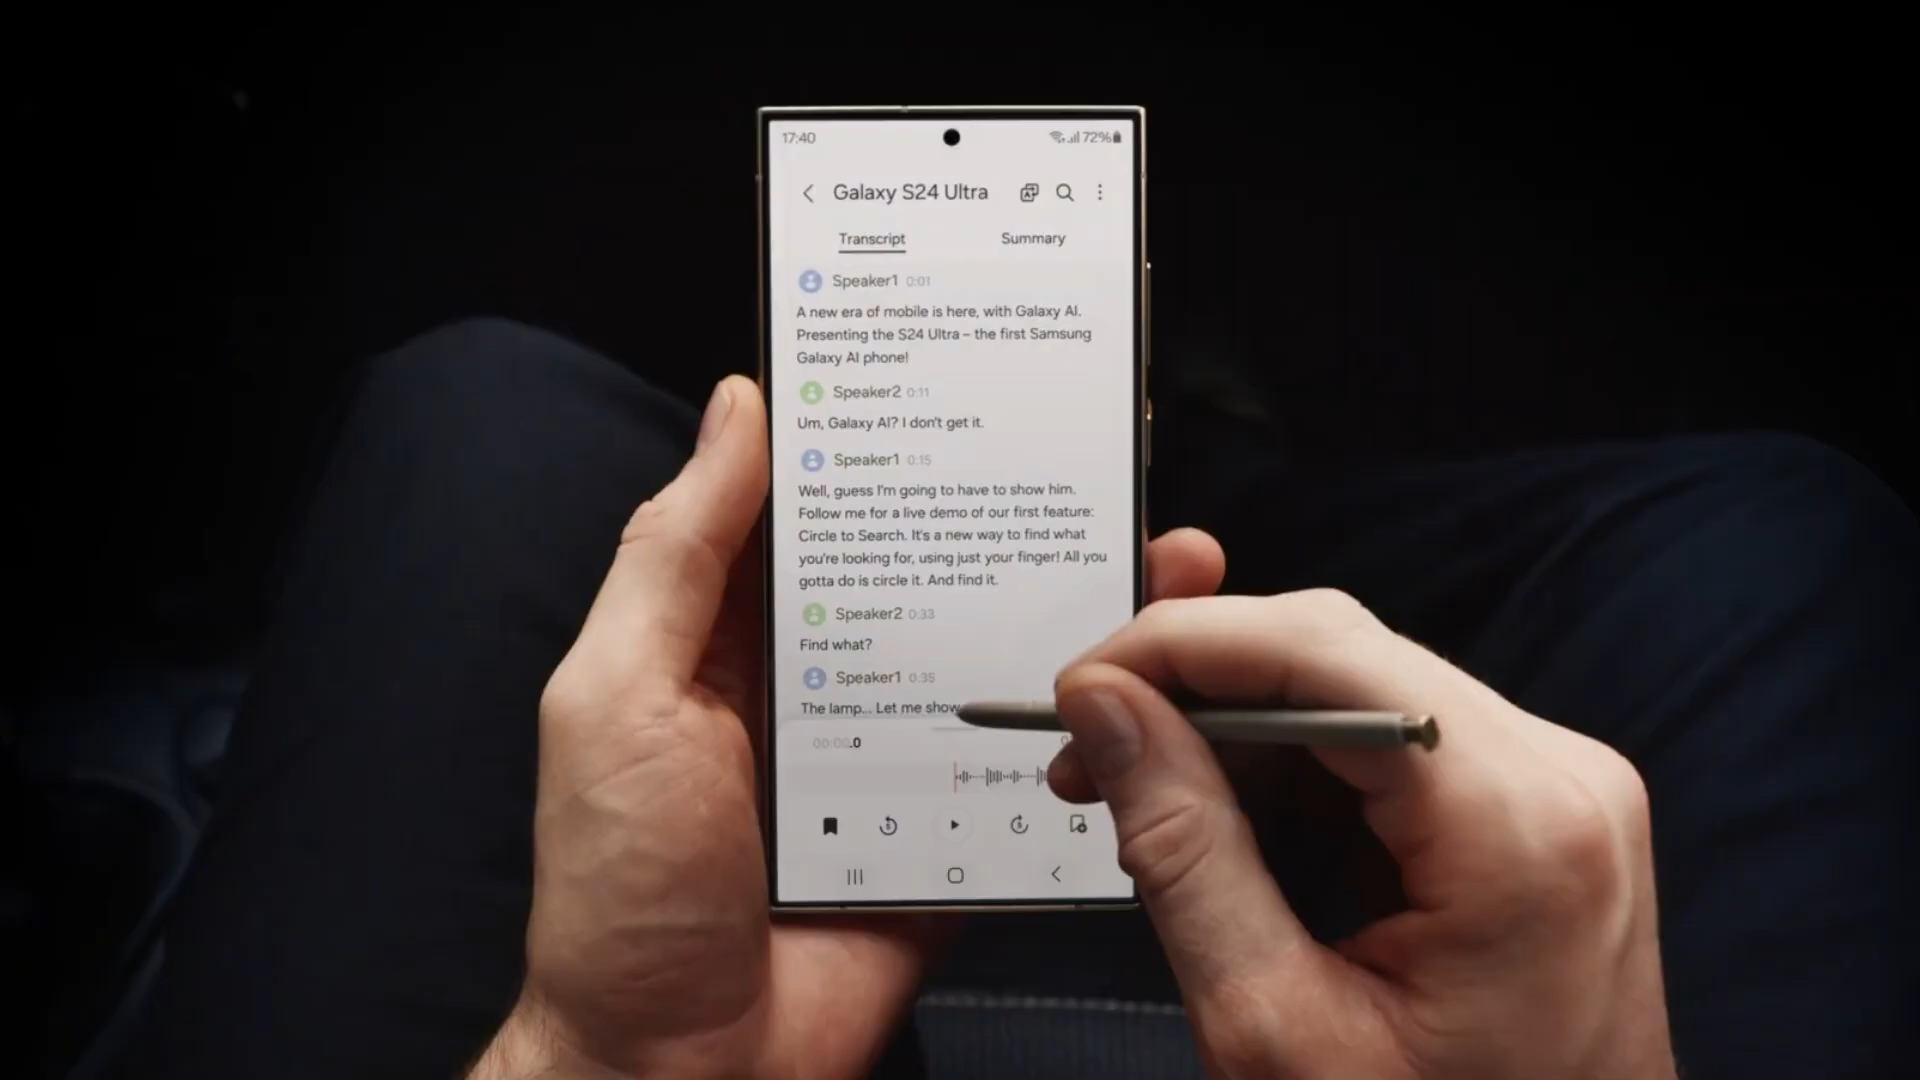 17:40
72%
Galaxy S24 Ultra
Transcript
Summary
Speaker1 0:01
A new era of mobile is here, with Galaxy AI.
Presenting the S24 Ultra – the first Samsung
Galaxy AI phone!
Speaker2 0:11
Um, Galaxy AI? I don't get it.
Speaker1 0:15
Well, guess I'm going to have to show him.
Follow me for a live demo of our first feature:
Circle to Search. It's a new way to find what
you're looking for, using just your finger! All you
gotta do is circle it. And find it.
Speaker2 0:33
Find what?
Speaker1 0:35
The lamp... Let me show
00:00.0